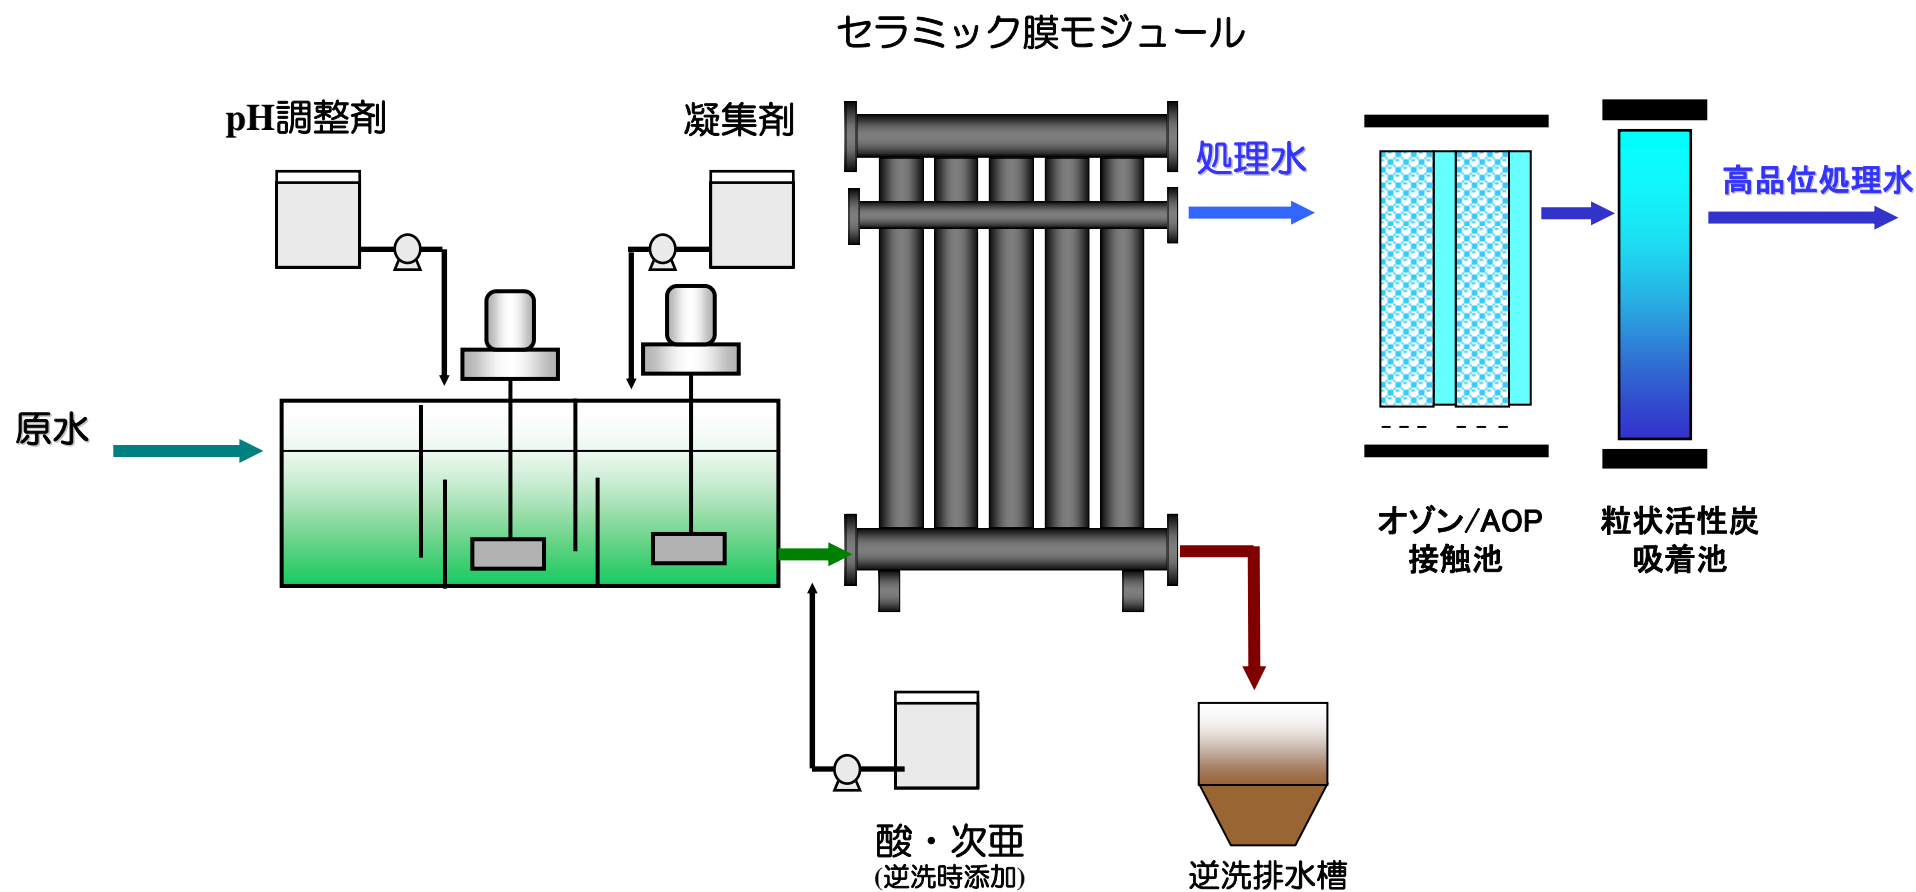 セラミック膜モジュール
pH調整剤
凝集剤
処理水
高品位処理水
原水
オゾン/AOP
接触池
粒状活性炭
吸着池
酸・次亜
(逆洗時添加)
逆洗排水槽